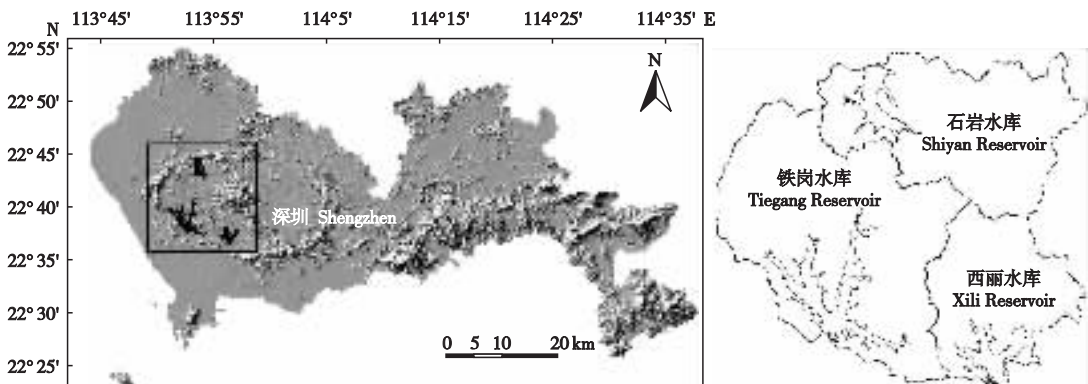 113°45' 113°55' 114°5' 114°15' 114°25' 114°35' E
N
22°55'
22°50'
22°45'
22°40'
22°35'
22°30'
22°25'
N
深圳 Shengzhen
0 5 10 20 km
石岩水库
Shiyan Reservoir
铁岗水库
Tiegang Reservoir
西丽水库
Xili Reservoir